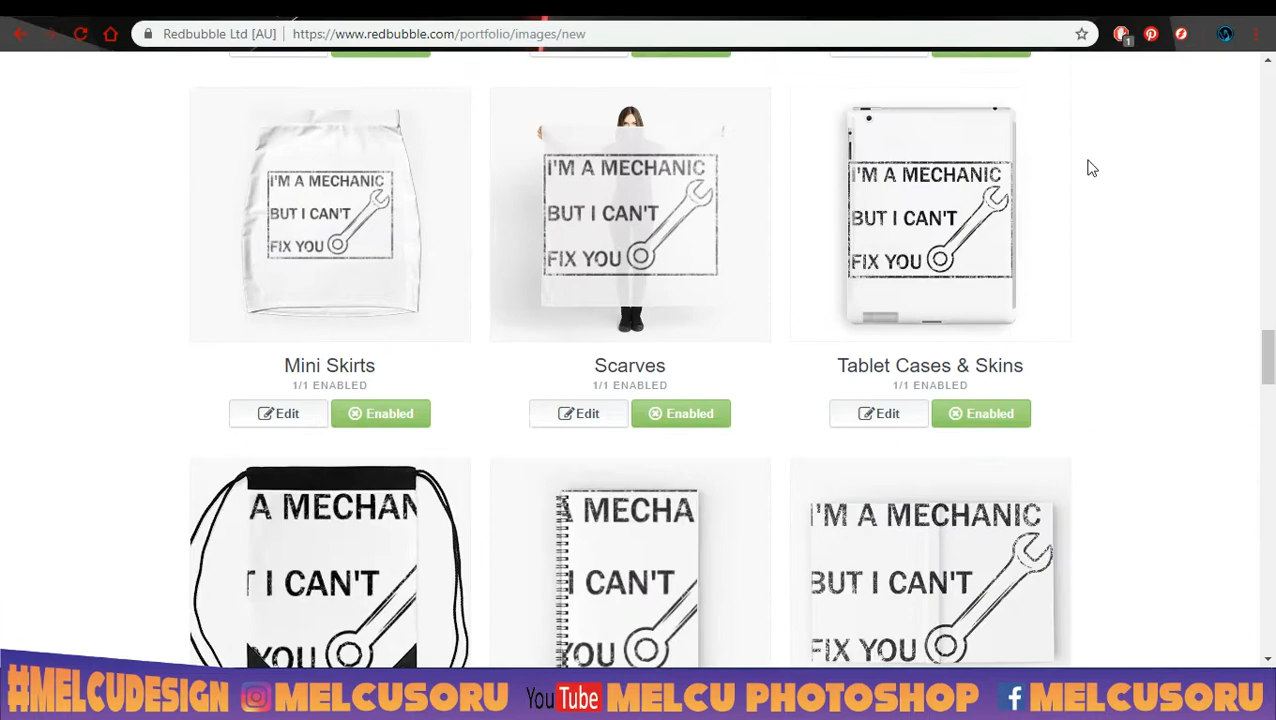 Redbubble Ltd [AU] https://www.redbubble.com/portfolio/images/new
1
I'M A MECHANIC
BUT I CAN'T
FIX YOU
I'M A MECHANIC
BUT I CAN'T
FIX YOU
I'M A MECHANIC
BUT I CAN'T
FIX YOU
Mini Skirts
1/1 ENABLED
Edit Enabled
Scarves
1/1 ENABLED
Edit Enabled
Tablet Cases & Skins
1/1 ENABLED
Edit Enabled
A MECHAN
T I CAN'T
YOU
A MECHA
I CAN'T
YOU
I'M A MECHANIC
BUT I CAN'T
FIX YOU
#MELCUDESIGN MELCUSORU YouTube MELCU PHOTOSHOP f MELCUSORU